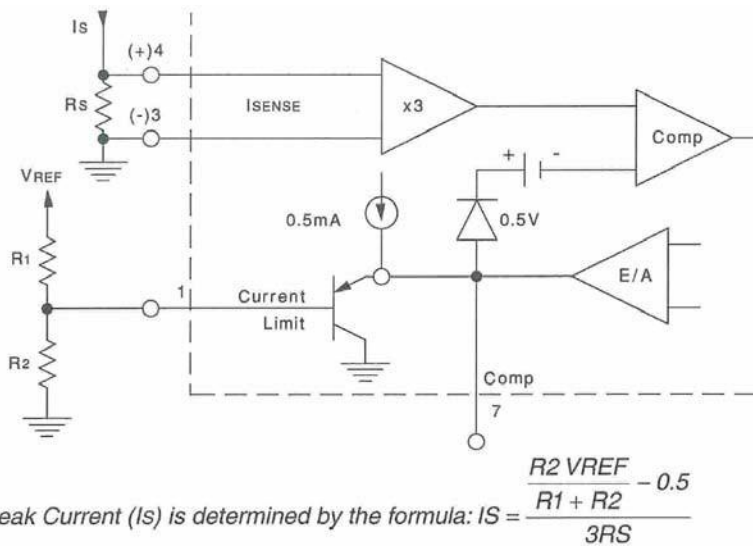 Is
(+)4
Rs
ISENSE
x3
(-)3
Comp
VREF
+ -
0.5mA
0.5V
R1
E/A
1
Current
Limit
R2
Comp
7
eak Current (Is) is determined by the formula: IS = (R2 VREF / R1 + R2 – 0.5) / 3RS